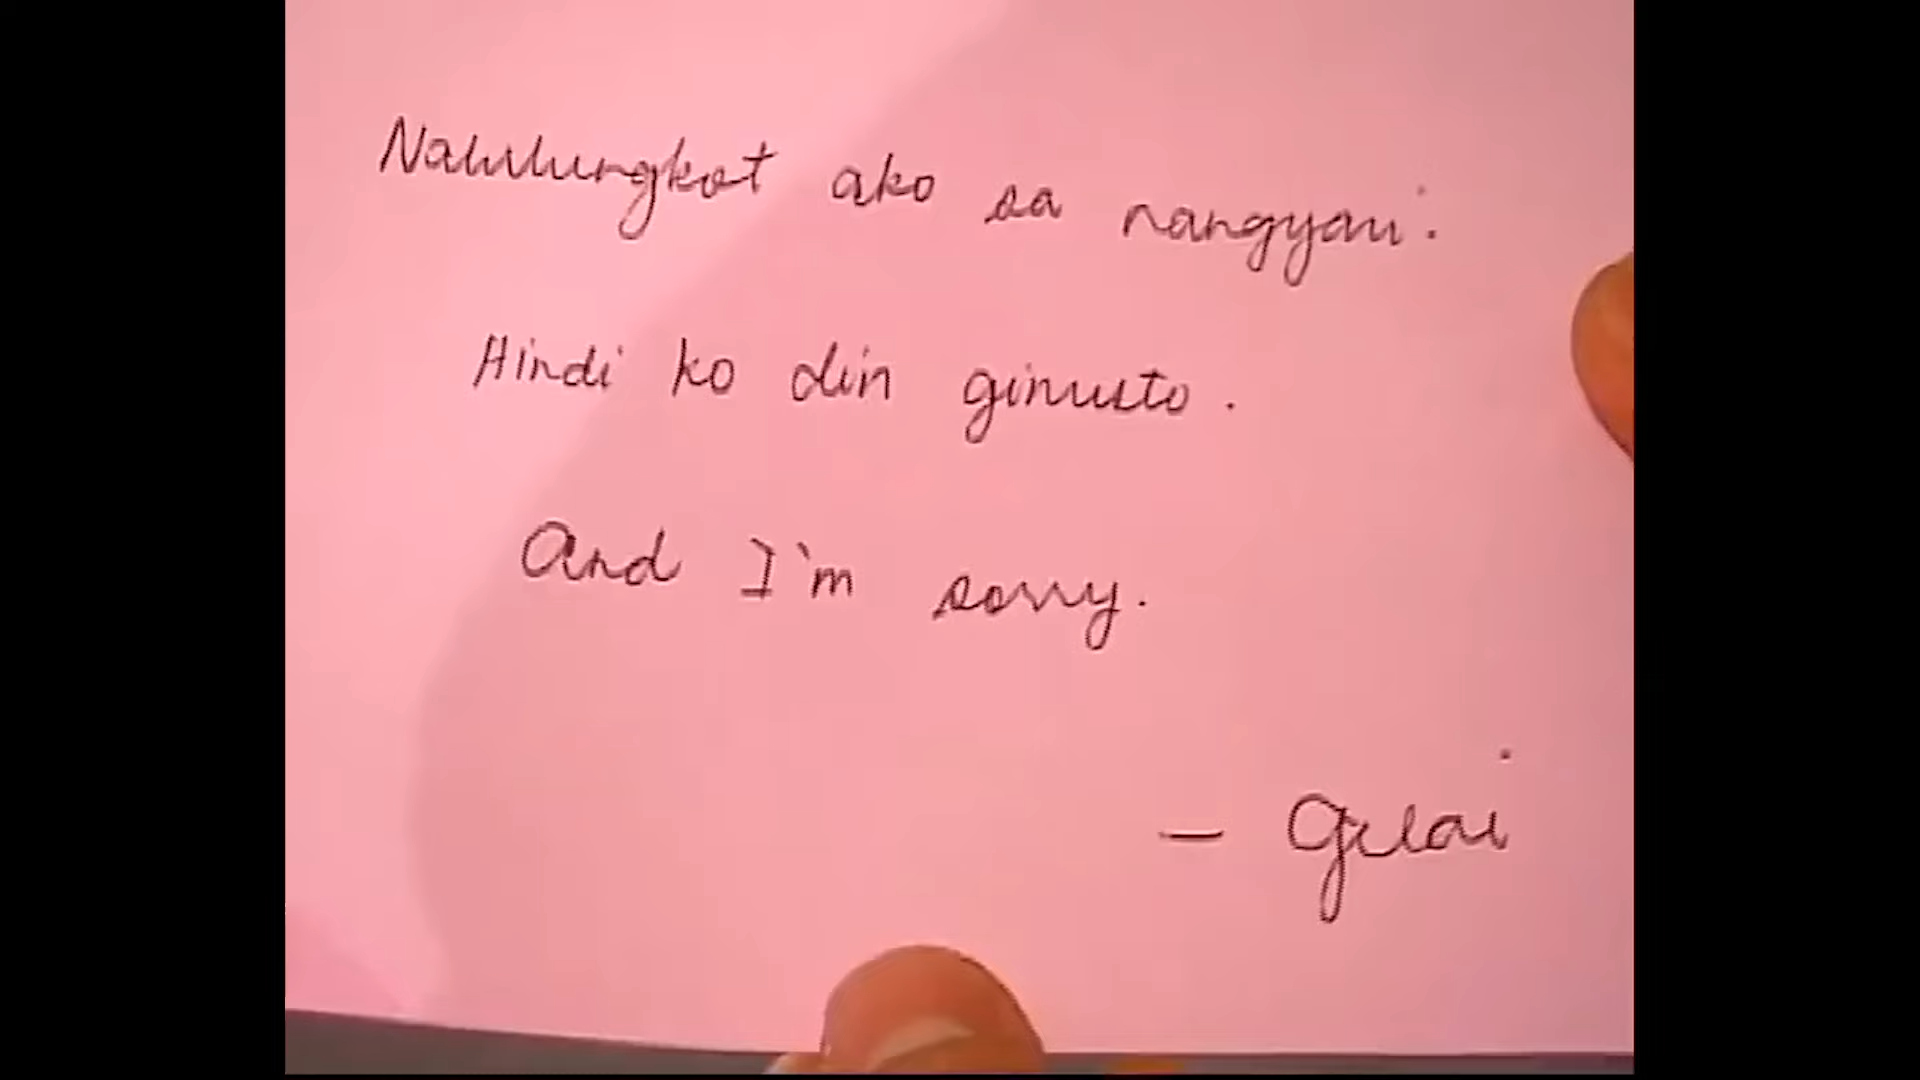 Nalulungkot ako sa nangyari.
Hindi ko din ginusto.
And I'm sorry.
- Gelai